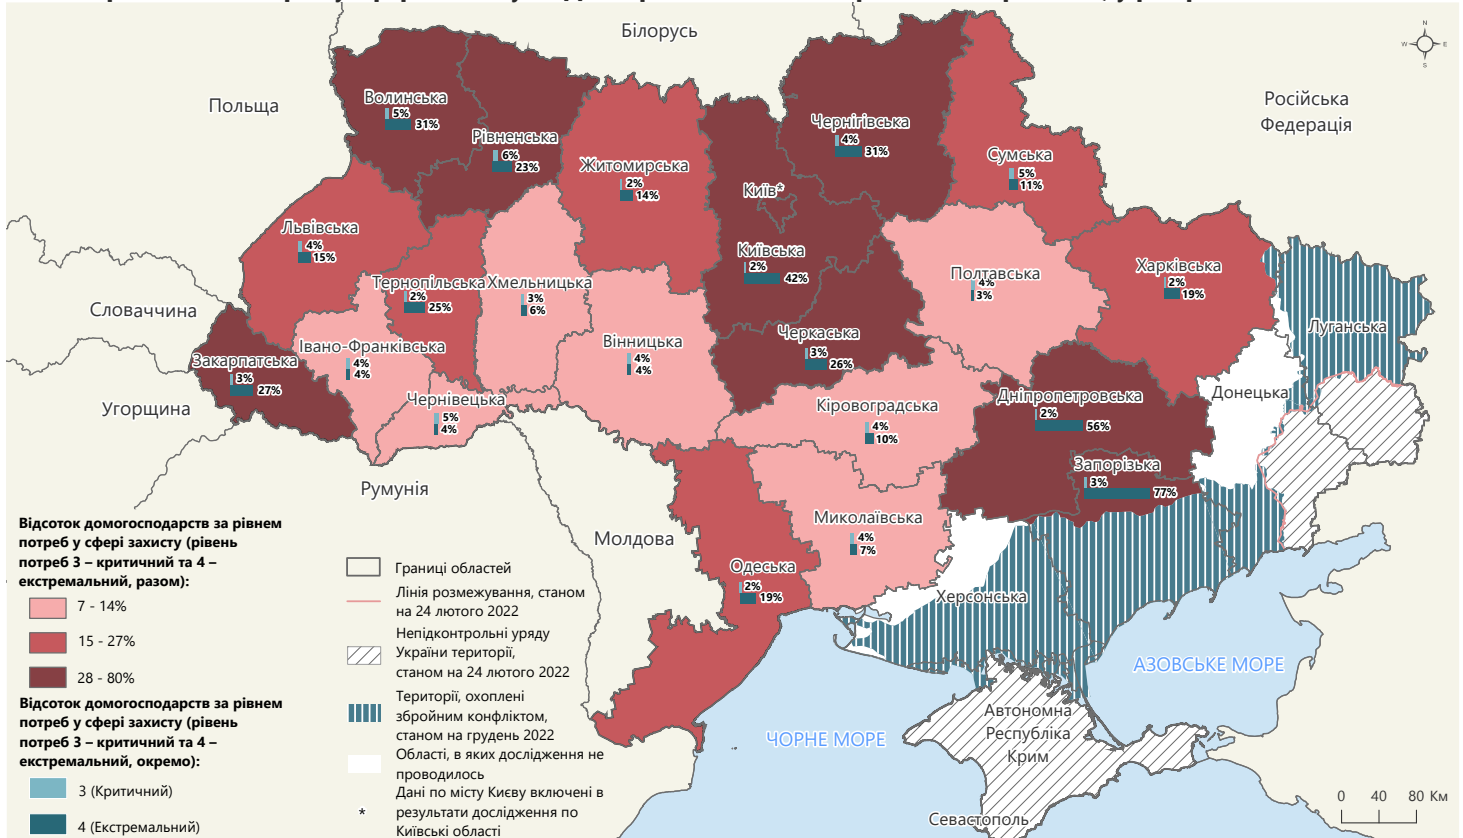 Білорусь
N
W
E
S
Польща
Російська
Федерація
Волинська
5%
31%
Рівненська
6%
23%
Житомирська
2%
14%
Чернігівська
4%
31%
Сумська
5%
11%
Київ*
Львівська
4%
15%
Київська
2%
42%
Тернопільська
2%
25%
Хмельницька
3%
6%
Полтавська
4%
3%
Харківська
2%
19%
Словаччина
Луганська
Закарпатська
3%
27%
Івано-Франківська
4%
4%
Вінницька
4%
4%
Черкаська
3%
26%
Угорщина
Чернівецька
5%
4%
Кіровоградська
4%
10%
Дніпропетровська
2%
56%
Донецька
Запорізька
3%
77%
Румунія
Миколаївська
4%
7%
Молдова
Одеська
2%
19%
Херсонська
АЗОВСЬКЕ МОРЕ
ЧОРНЕ МОРЕ
Автономна
Республіка
Крим
Севастополь
Відсоток домогосподарств за рівнем
потреб у сфері захисту (рівень
потреб 3 – критичний та 4 –
екстремальний, разом):
7 - 14%
15 - 27%
28 - 80%
Відсоток домогосподарств за рівнем
потреб у сфері захисту (рівень
потреб 3 – критичний та 4 –
екстремальний, окремо):
3 (Критичний)
4 (Екстремальний)
Границі областей
Лінія розмежування, станом
на 24 лютого 2022
Непідконтрольні уряду
України території,
станом на 24 лютого 2022
Території, охоплені
збройним конфліктом,
станом на грудень 2022
Області, в яких дослідження не
проводилось
* Дані по місту Києву включені в
результати дослідження по
Київські області
0 40 80 Км